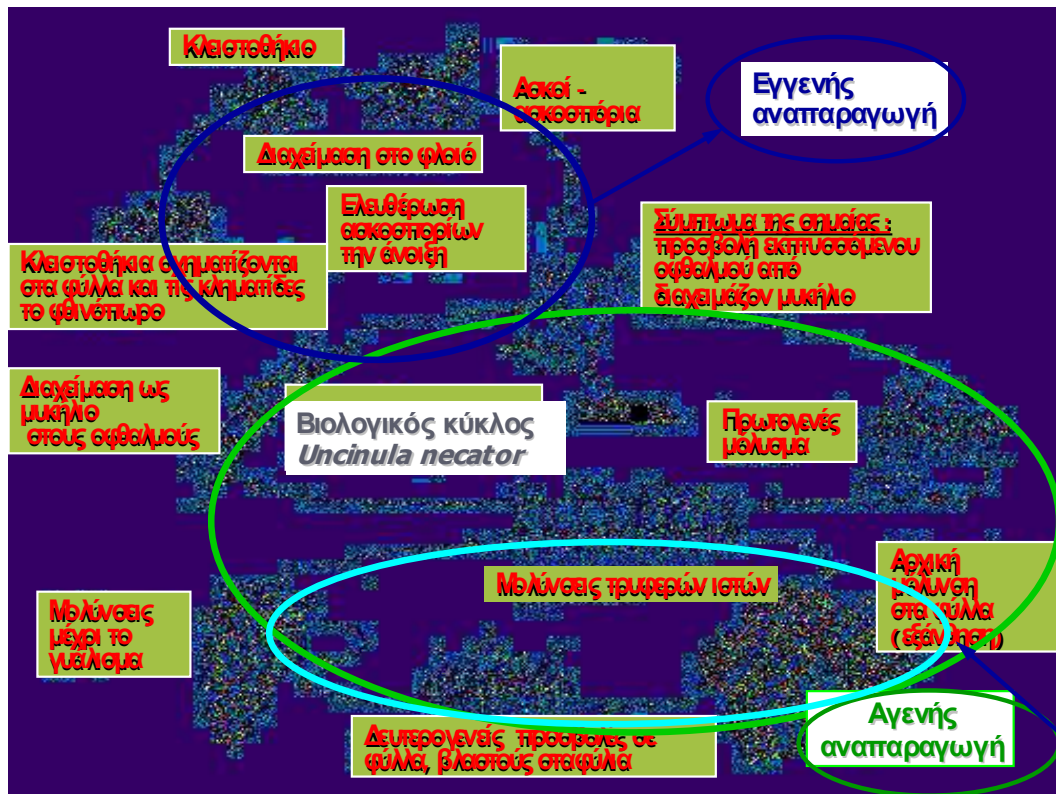 Κλειστοθήκιο
Ασκοί -
ασκοσπόρια
Εγγενής
αναπαραγωγή
Διαχείμαση στο φλοιό
Ελευθέρωση
ασκοσπορίων
την άνοιξη
Σύμπτωμα της σημαίας :
προσβολή εκπτυσσόμενου
οφθαλμού από
διαχειμάζον μυκήλιο
Κλειστοθήκια σχηματίζονται
στα φύλλα και τις κληματίδες
το φθινόπωρο
Διαχείμαση ως
μυκήλιο
στους οφθαλμούς
Βιολογικός κύκλος
Uncinula necator
Πρωτογενές
μόλυσμα
Μολύνσεις τρυφερών ιστών
Αρχική
μόλυνση
στα φύλλα
( εξάνθηση)
Μολύνσεις
μέχρι το
γυάλισμα
Δευτερογενείς προσβολές σε
φύλλα, βλαστούς σταφύλια
Αγενής
αναπαραγωγή